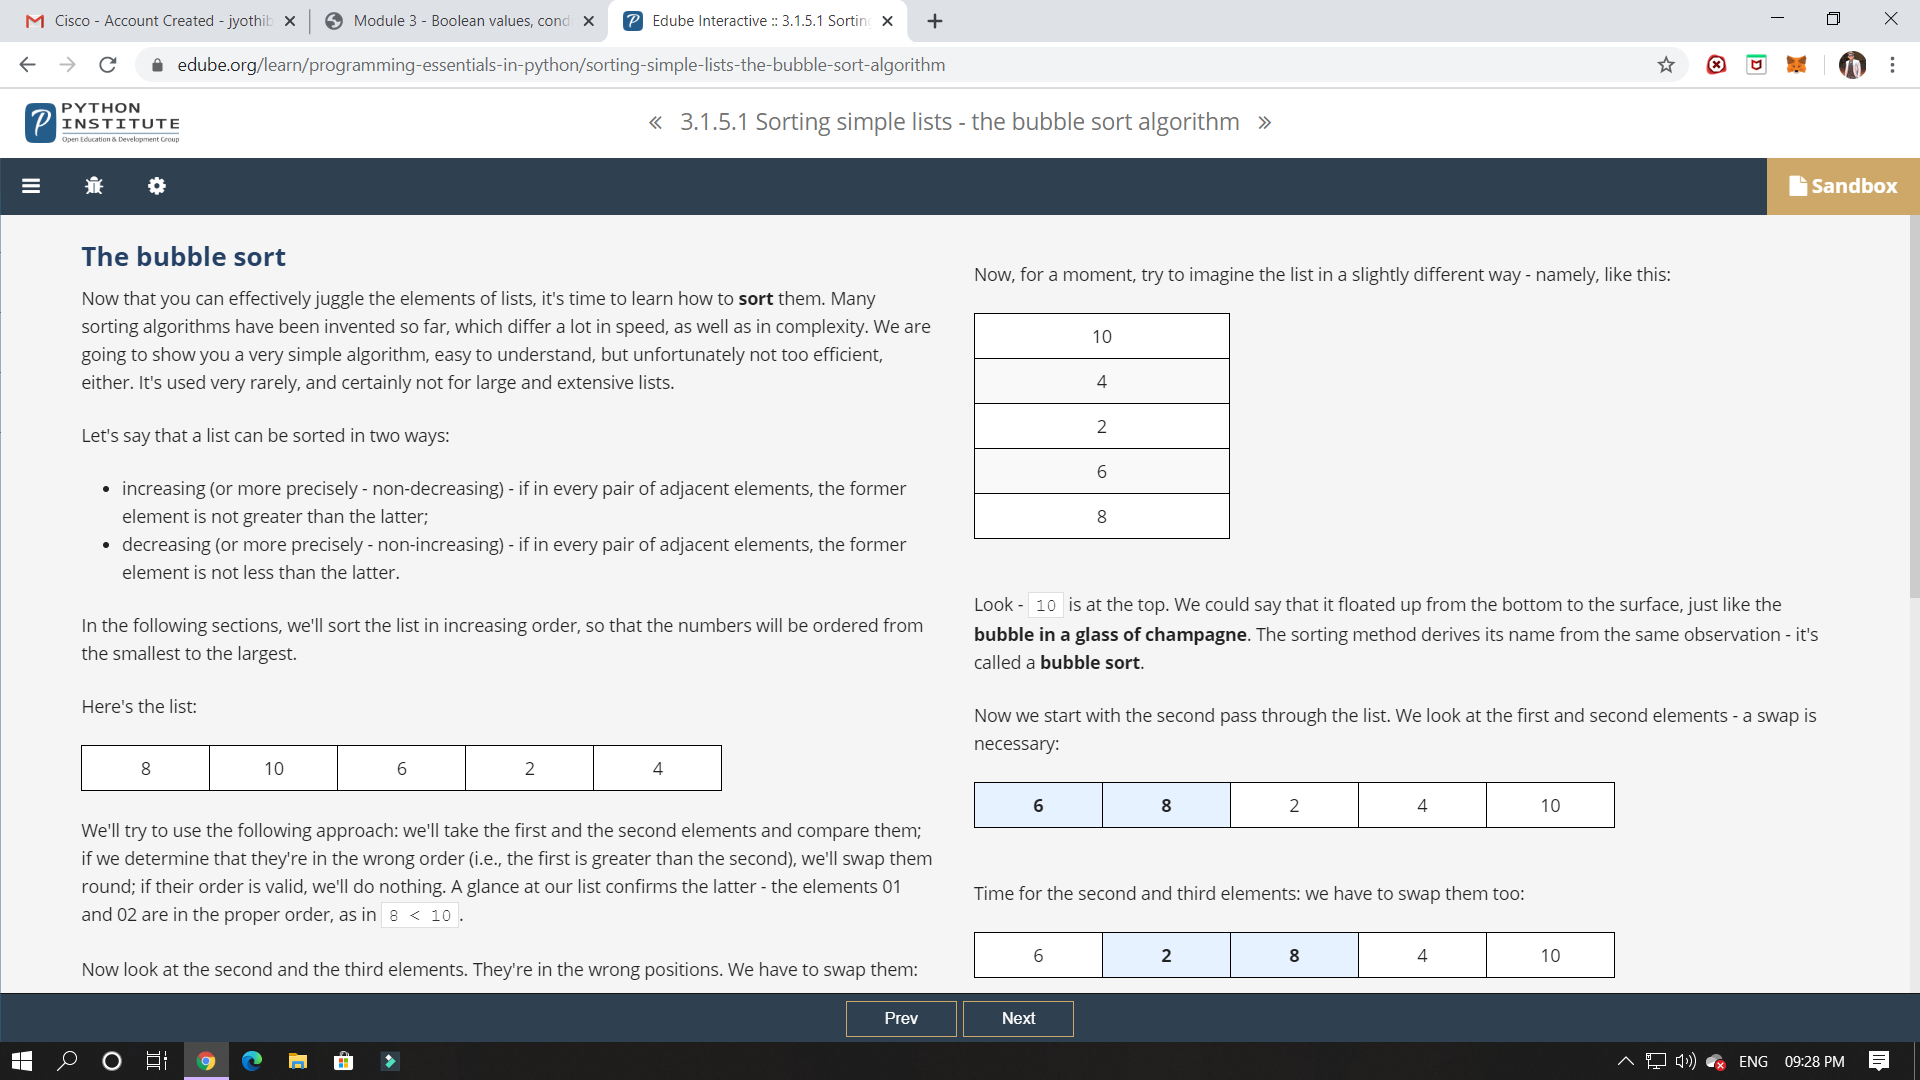 Cisco - Account Created - jyothib
Module 3 - Boolean values, cond
Edube Interactive :: 3.1.5.1 Sortin
edube.org/learn/programming-essentials-in-python/sorting-simple-lists-the-bubble-sort-algorithm
PYTHON
INSTITUTE
Open Education & Development Group
« 3.1.5.1 Sorting simple lists - the bubble sort algorithm »
Sandbox
The bubble sort
Now that you can effectively juggle the elements of lists, it's time to learn how to sort them. Many
sorting algorithms have been invented so far, which differ a lot in speed, as well as in complexity. We are
going to show you a very simple algorithm, easy to understand, but unfortunately not too efficient,
either. It's used very rarely, and certainly not for large and extensive lists.
Let's say that a list can be sorted in two ways:
• increasing (or more precisely - non-decreasing) - if in every pair of adjacent elements, the former
element is not greater than the latter;
• decreasing (or more precisely - non-increasing) - if in every pair of adjacent elements, the former
element is not less than the latter.
In the following sections, we'll sort the list in increasing order, so that the numbers will be ordered from
the smallest to the largest.
Here's the list:
8 10 6 2 4
We'll try to use the following approach: we'll take the first and the second elements and compare them;
if we determine that they're in the wrong order (i.e., the first is greater than the second), we'll swap them
round; if their order is valid, we'll do nothing. A glance at our list confirms the latter - the elements 01
and 02 are in the proper order, as in 8 < 10.
Now look at the second and the third elements. They're in the wrong positions. We have to swap them:
Now, for a moment, try to imagine the list in a slightly different way - namely, like this:
10
4
2
6
8
Look - 10 is at the top. We could say that it floated up from the bottom to the surface, just like the
bubble in a glass of champagne. The sorting method derives its name from the same observation - it's
called a bubble sort.
Now we start with the second pass through the list. We look at the first and second elements - a swap is
necessary:
6 8 2 4 10
Time for the second and third elements: we have to swap them too:
6 2 8 4 10
Prev
Next
ENG
09:28 PM